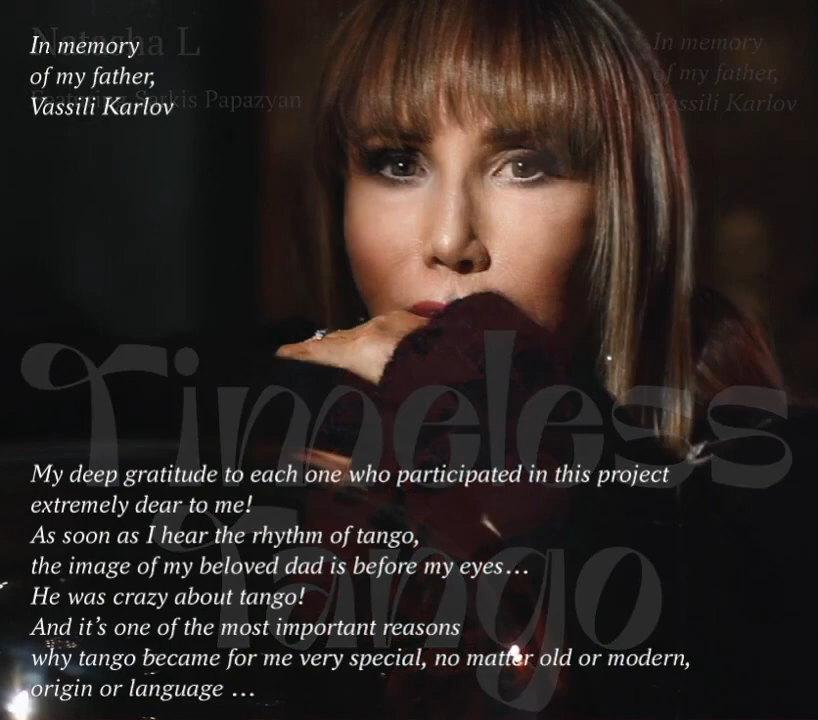 Natasha L
Featuring Sarkis Papazyan
In memory
of my father,
Vassili Karlov
In memory
of my father,
Vassili Karlov
Timeless
Tango
My deep gratitude to each one who participated in this project
extremely dear to me!
As soon as I hear the rhythm of tango,
the image of my beloved dad is before my eyes…
He was crazy about tango!
And it’s one of the most important reasons
why tango became for me very special, no matter old or modern,
origin or language …